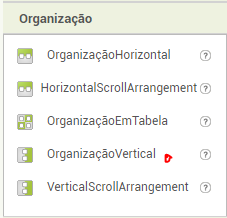 Organização
OrganizaçãoHorizontal
HorizontalScrollArrangement
OrganizaçãoEmTabela
OrganizaçãoVertical
VerticalScrollArrangement